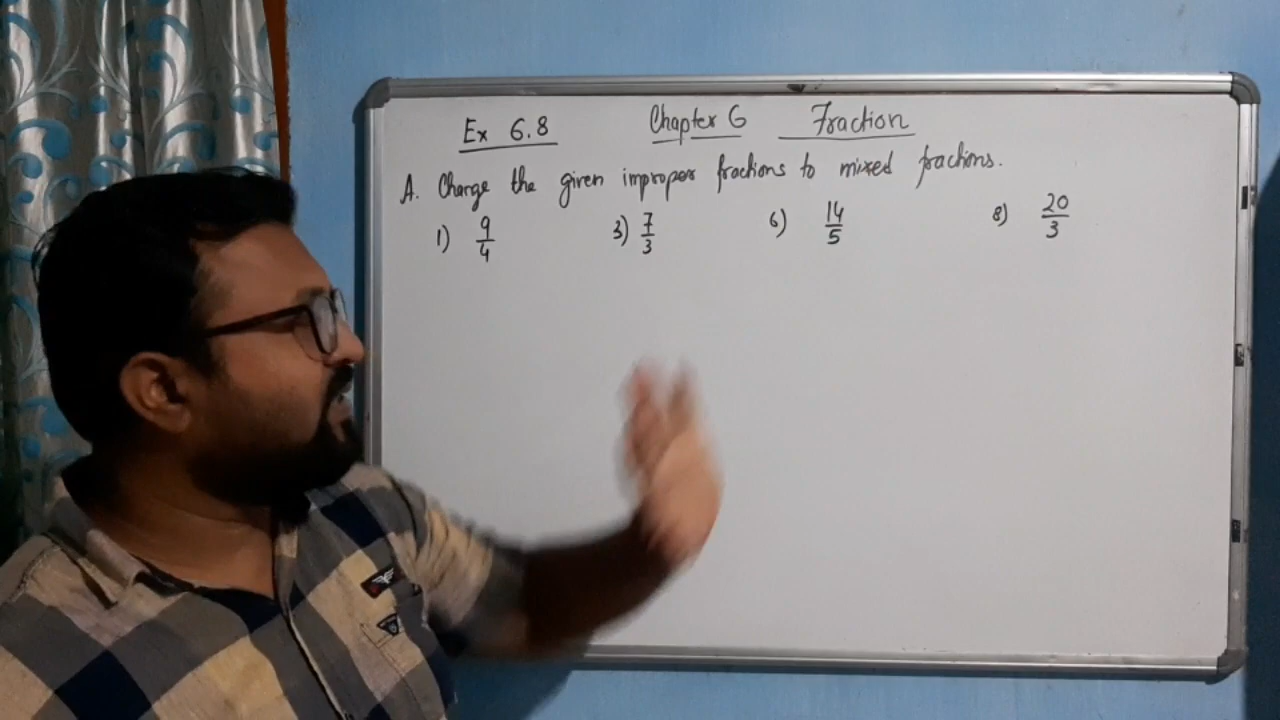 Ex 6.8 Chapter 6 Fraction
A. Change the given improper fractions to mixed fractions.
1) 9/4 3) 7/3 6) 14/5 8) 20/3